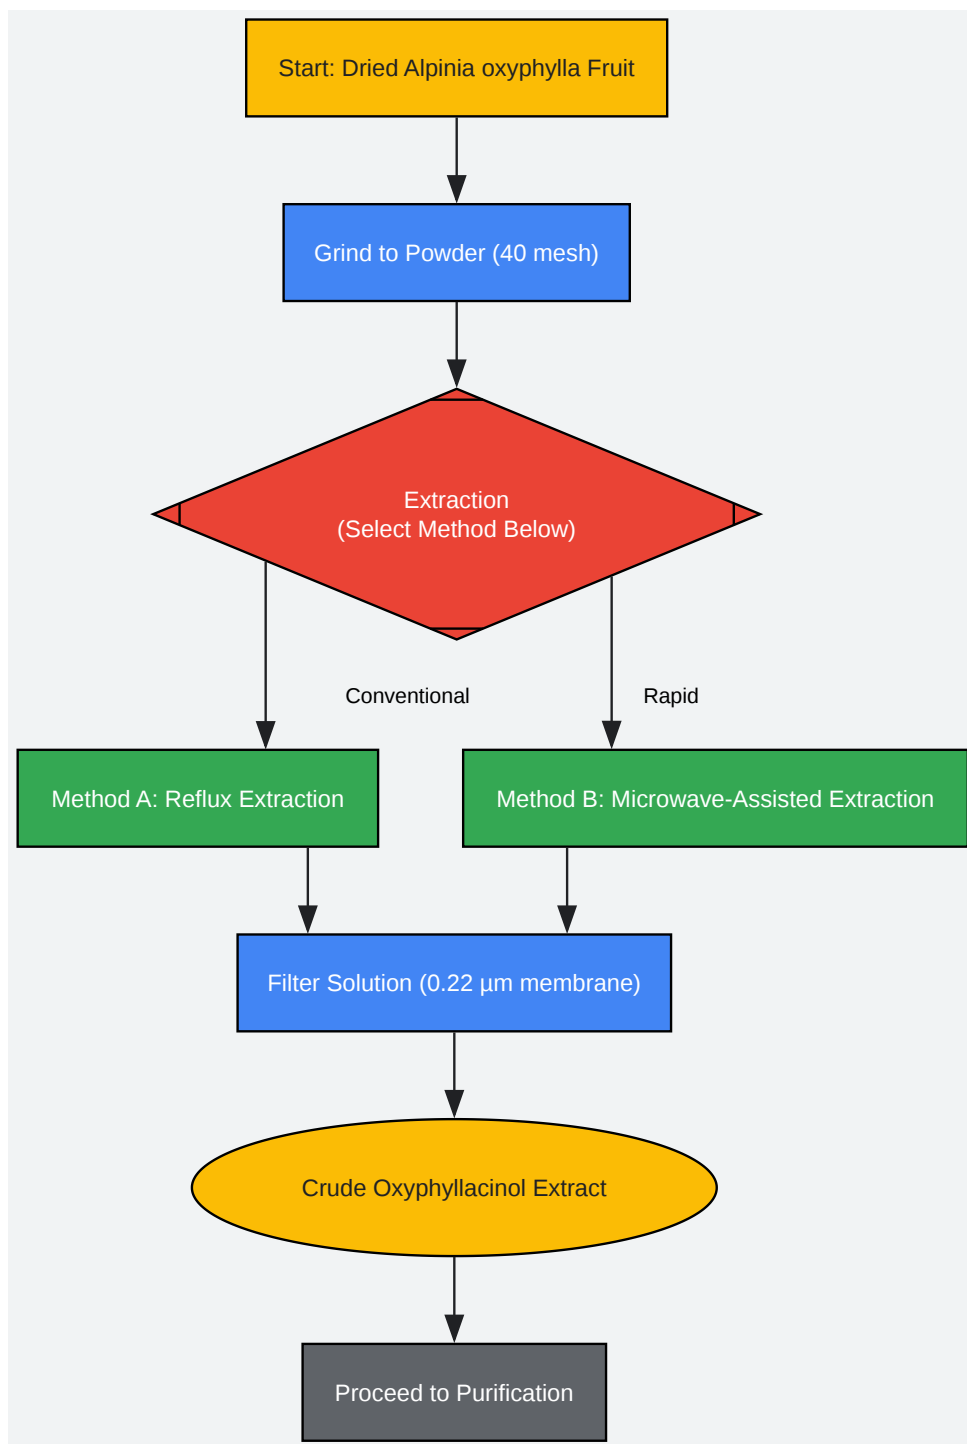 Start: Dried Alpinia oxyphylla Fruit
Grind to Powder (40 mesh)
Extraction
(Select Method Below)
Conventional
Rapid
Method A: Reflux Extraction
Method B: Microwave-Assisted Extraction
Filter Solution (0.22 µm membrane)
Crude Oxyphyllacinol Extract
Proceed to Purification